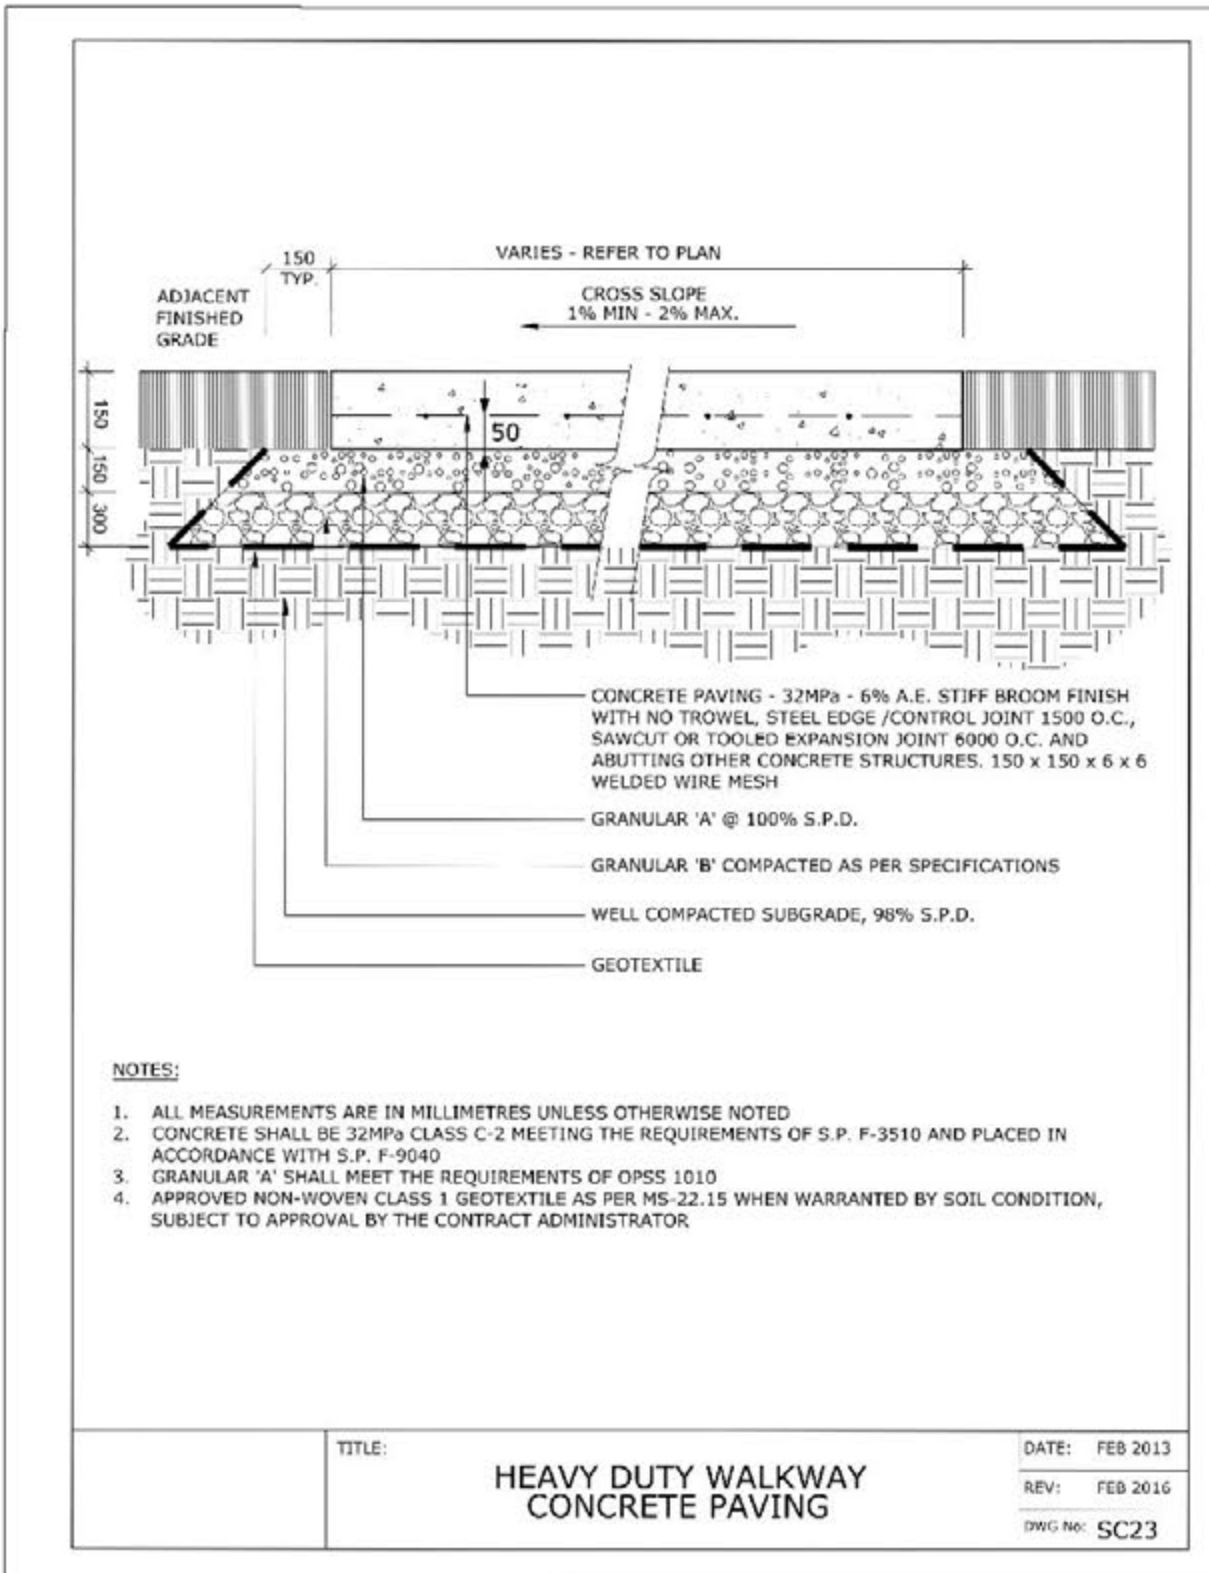 150
TYP.
VARIES - REFER TO PLAN
ADJACENT
FINISHED
GRADE
CROSS SLOPE
1% MIN - 2% MAX.
150
50
150
300
CONCRETE PAVING - 32MPa - 6% A.E. STIFF BROOM FINISH
WITH NO TROWEL, STEEL EDGE /CONTROL JOINT 1500 O.C.,
SAWCUT OR TOOLED EXPANSION JOINT 6000 O.C. AND
ABUTTING OTHER CONCRETE STRUCTURES. 150 x 150 x 6 x 6
WELDED WIRE MESH
GRANULAR 'A' @ 100% S.P.D.
GRANULAR 'B' COMPACTED AS PER SPECIFICATIONS
WELL COMPACTED SUBGRADE, 98% S.P.D.
GEOTEXTILE
NOTES:
1. ALL MEASUREMENTS ARE IN MILLIMETRES UNLESS OTHERWISE NOTED
2. CONCRETE SHALL BE 32MPa CLASS C-2 MEETING THE REQUIREMENTS OF S.P. F-3510 AND PLACED IN
ACCORDANCE WITH S.P. F-9040
3. GRANULAR 'A' SHALL MEET THE REQUIREMENTS OF OPSS 1010
4. APPROVED NON-WOVEN CLASS 1 GEOTEXTILE AS PER MS-22.15 WHEN WARRANTED BY SOIL CONDITION,
SUBJECT TO APPROVAL BY THE CONTRACT ADMINISTRATOR
TITLE:
HEAVY DUTY WALKWAY
CONCRETE PAVING
DATE: FEB 2013
REV: FEB 2016
DWG No: SC23